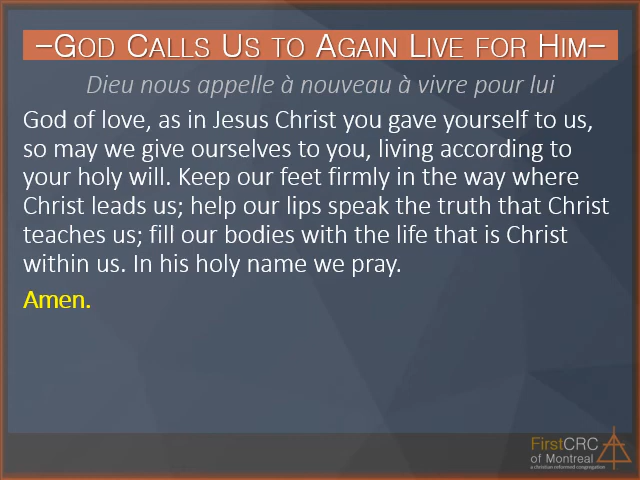 –GOD CALLS US TO AGAIN LIVE FOR HIM–
Dieu nous appelle à nouveau à vivre pour lui
God of love, as in Jesus Christ you gave yourself to us,
so may we give ourselves to you, living according to
your holy will. Keep our feet firmly in the way where
Christ leads us; help our lips speak the truth that Christ
teaches us; fill our bodies with the life that is Christ
within us. In his holy name we pray.
Amen.
FirstCRC
of Montreal
a christian reformed congregation